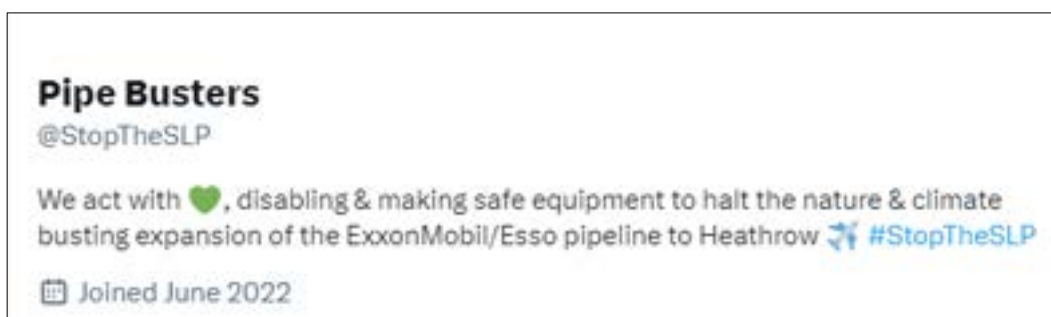 Pipe Busters
@StopTheSLP
We act with 💚, disabling & making safe equipment to halt the nature & climate
busting expansion of the ExxonMobil/Esso pipeline to Heathrow ✈️ #StopTheSLP
Joined June 2022